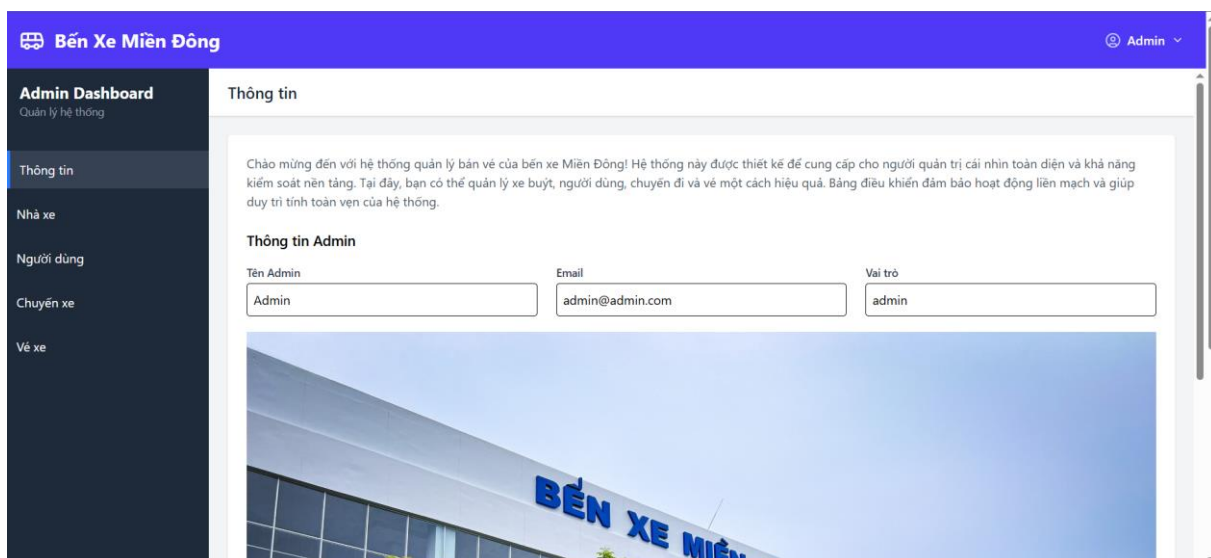 Bến Xe Miền Đông
Admin
Admin Dashboard
Quản lý hệ thống
Thông tin
Nhà xe
Người dùng
Chuyến xe
Vé xe
Thông tin
Chào mừng đến với hệ thống quản lý bán vé của bến xe Miền Đông! Hệ thống này được thiết kế để cung cấp cho người quản trị cái nhìn toàn diện và khả năng
kiểm soát nền tảng. Tại đây, bạn có thể quản lý xe buýt, người dùng, chuyến đi và vé một cách hiệu quả. Bảng điều khiển đảm bảo hoạt động liền mạch và giúp
duy trì tính toàn vẹn của hệ thống.
Thông tin Admin
Tên Admin
Email
Vai trò
Admin
admin@admin.com
admin
BẾN XE MIỀN